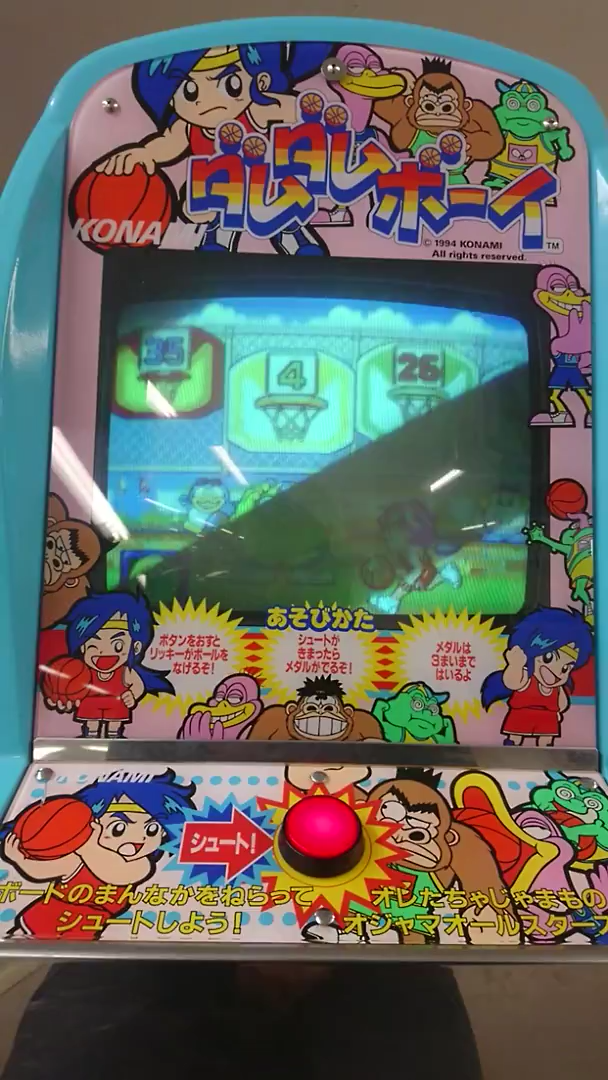 ダムダムボーイ
TM
KONAMI
© 1994 KONAMI
All rights reserved.
35
4
26
あそびかた
ボタンをおすと
リッキーがボールを
なげるぞ!
シュートが
きまったら
メダルがでるぞ!
メダルは
3まいまで
はいるよ
KONAMI
シュート!
ボードのまんなかをねらって
シュートしよう!
オレたちゃじゃまもの
オジャマオールスターズ